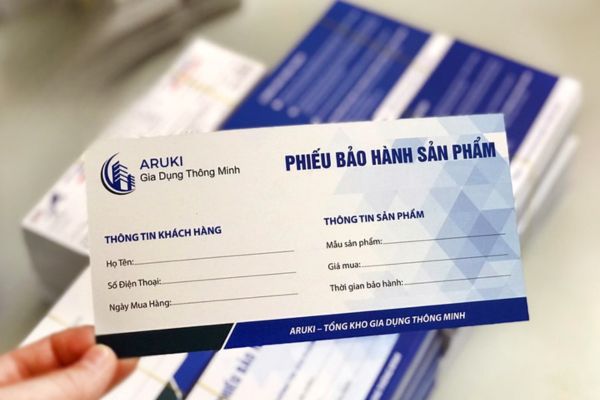 ARUKI
Gia Dụng Thông Minh
PHIẾU BẢO HÀNH SẢN PHẨM
THÔNG TIN KHÁCH HÀNG
Họ Tên:
Số Điện Thoại:
Ngày Mua Hàng:
THÔNG TIN SẢN PHẨM
Mẫu sản phẩm:
Giá mua:
Thời gian bảo hành:
ARUKI – TỔNG KHO GIA DỤNG THÔNG MINH
PHIẾU BẢO